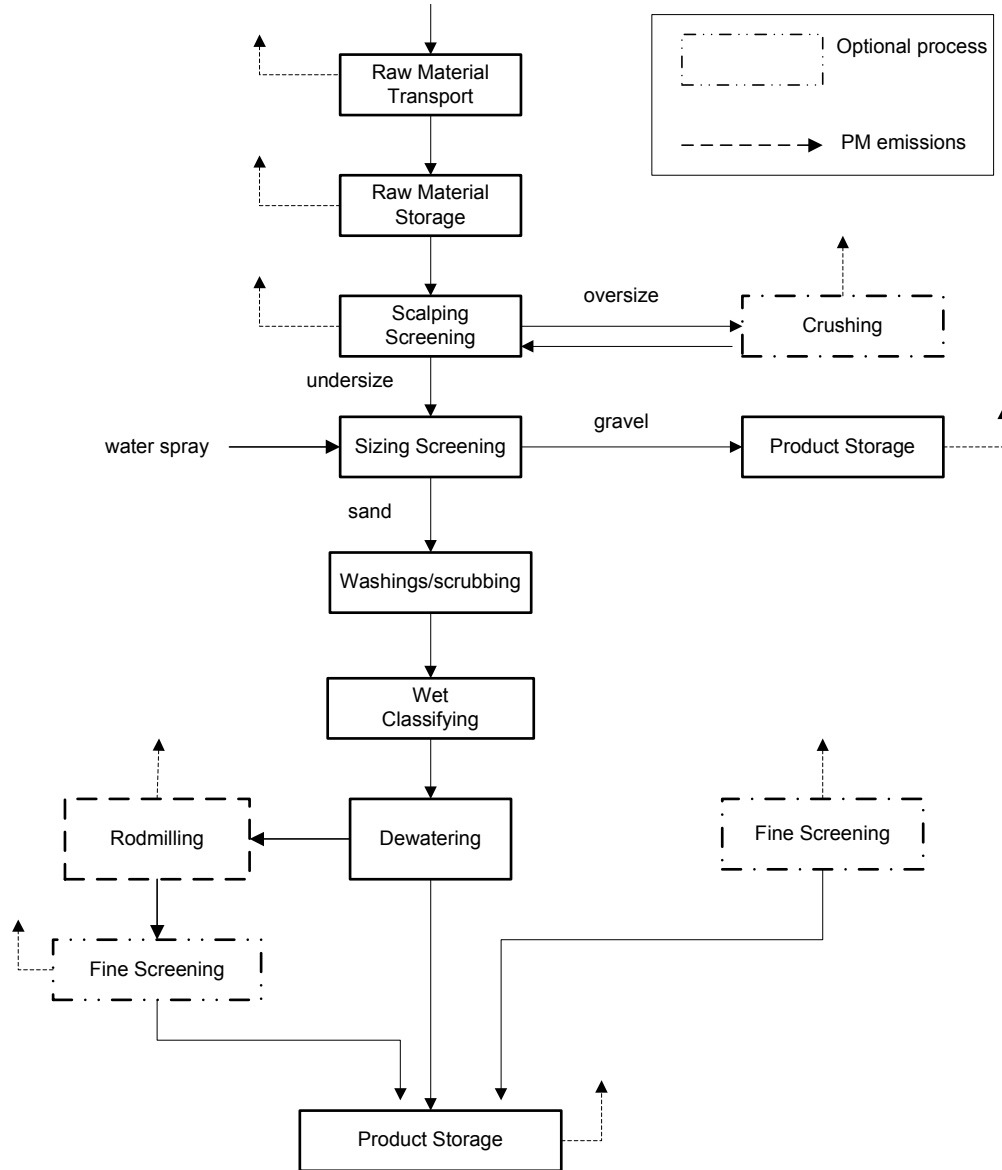 Optional process
PM emissions
Raw Material
Transport
Raw Material
Storage
Scalping
Screening
oversize
Crushing
undersize
water spray
Sizing Screening
gravel
Product Storage
sand
Washings/scrubbing
Wet
Classifying
Rodmilling
Dewatering
Fine Screening
Fine Screening
Product Storage